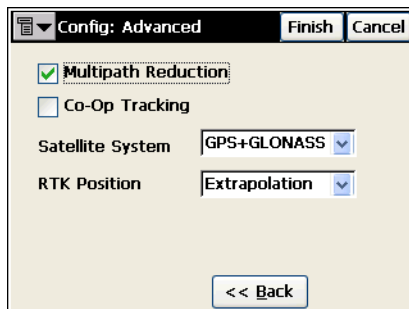 Config: Advanced Finish Cancel
Multipath Reduction
Co-Op Tracking
Satellite System GPS+GLONASS
RTK Position Extrapolation
<< Back